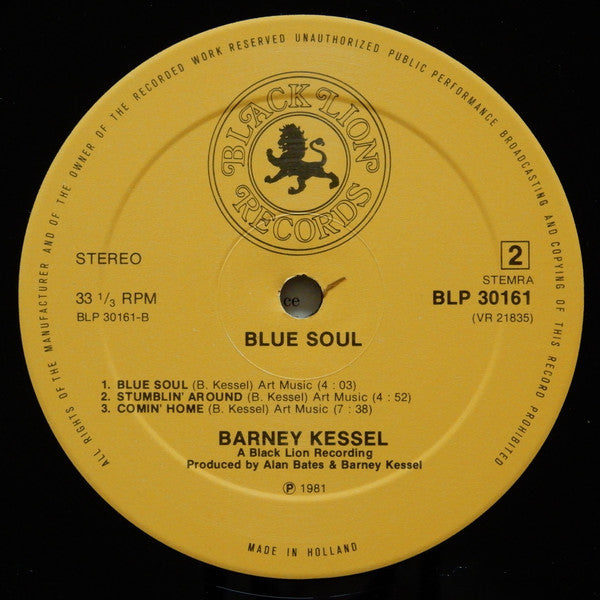 ALL RIGHTS OF THE MANUFACTURER AND OF THE OWNER OF THE RECORDED WORK RESERVED UNAUTHORIZED PUBLIC PERFORMANCE BROADCASTING AND COPYING OF THIS RECORD PROHIBITED
BLACK LION
RECORDS
STEREO
2
STEMRA
33 1/3 RPM
BLP 30161
BLP 30161-B
(VR 21835)
ce
BLUE SOUL
1. BLUE SOUL (B. Kessel) Art Music (4 : 03)
2. STUMBLIN' AROUND (B. Kessel) Art Music (4 : 52)
3. COMIN' HOME (B. Kessel) Art Music (7 : 38)
BARNEY KESSEL
A Black Lion Recording
Produced by Alan Bates & Barney Kessel
℗ 1981
MADE IN HOLLAND